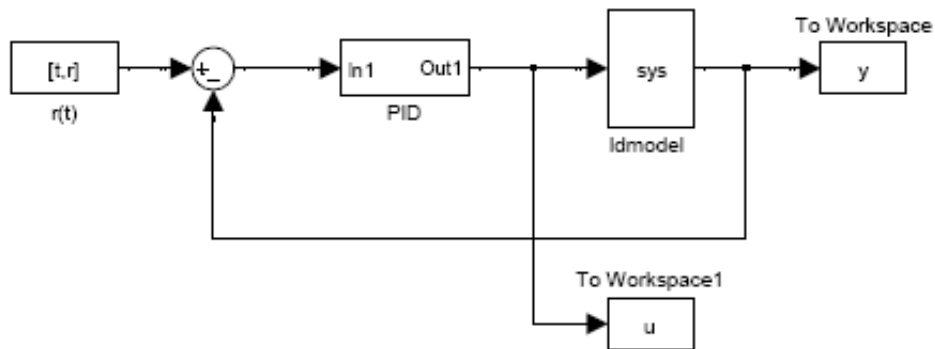 To Workspace
[t,r]
+
_
In1
Out1
sys
y
r(t)
PID
Idmodel
To Workspace1
u